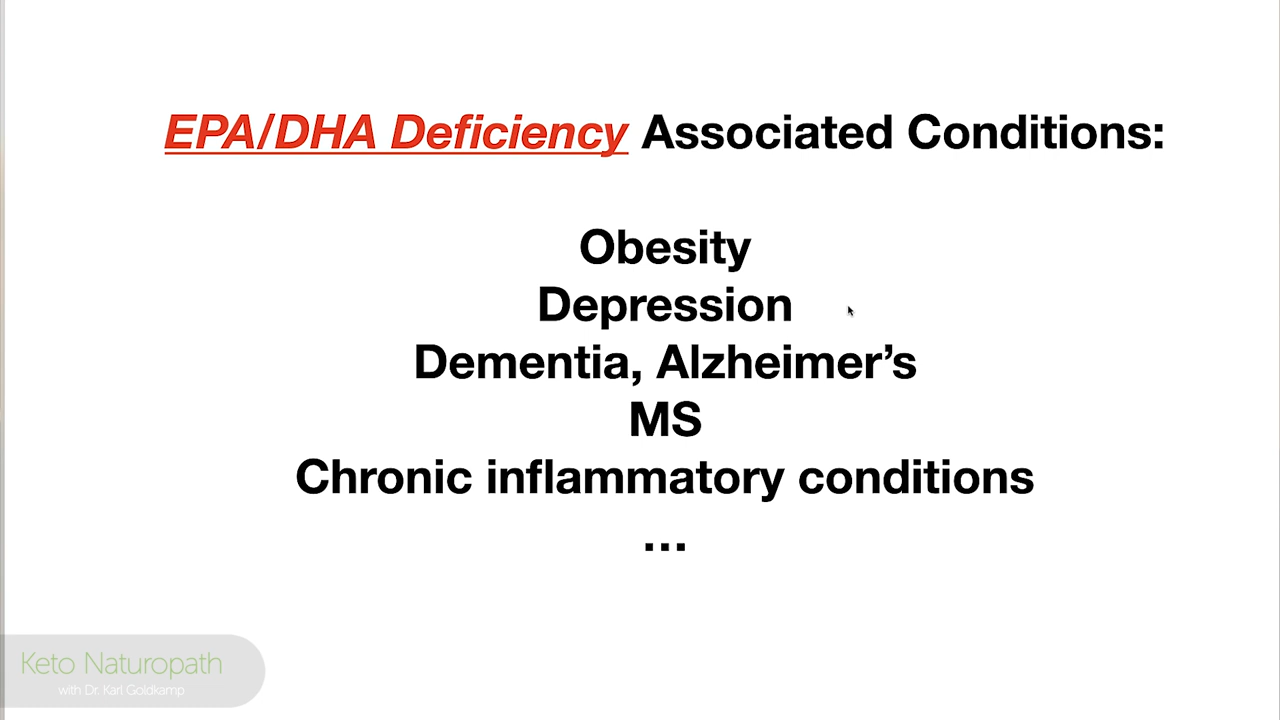 EPA/DHA Deficiency Associated Conditions:
Obesity
Depression
Dementia, Alzheimer’s
MS
Chronic inflammatory conditions
...
Keto Naturopath
with Dr. Karl Goldkamp